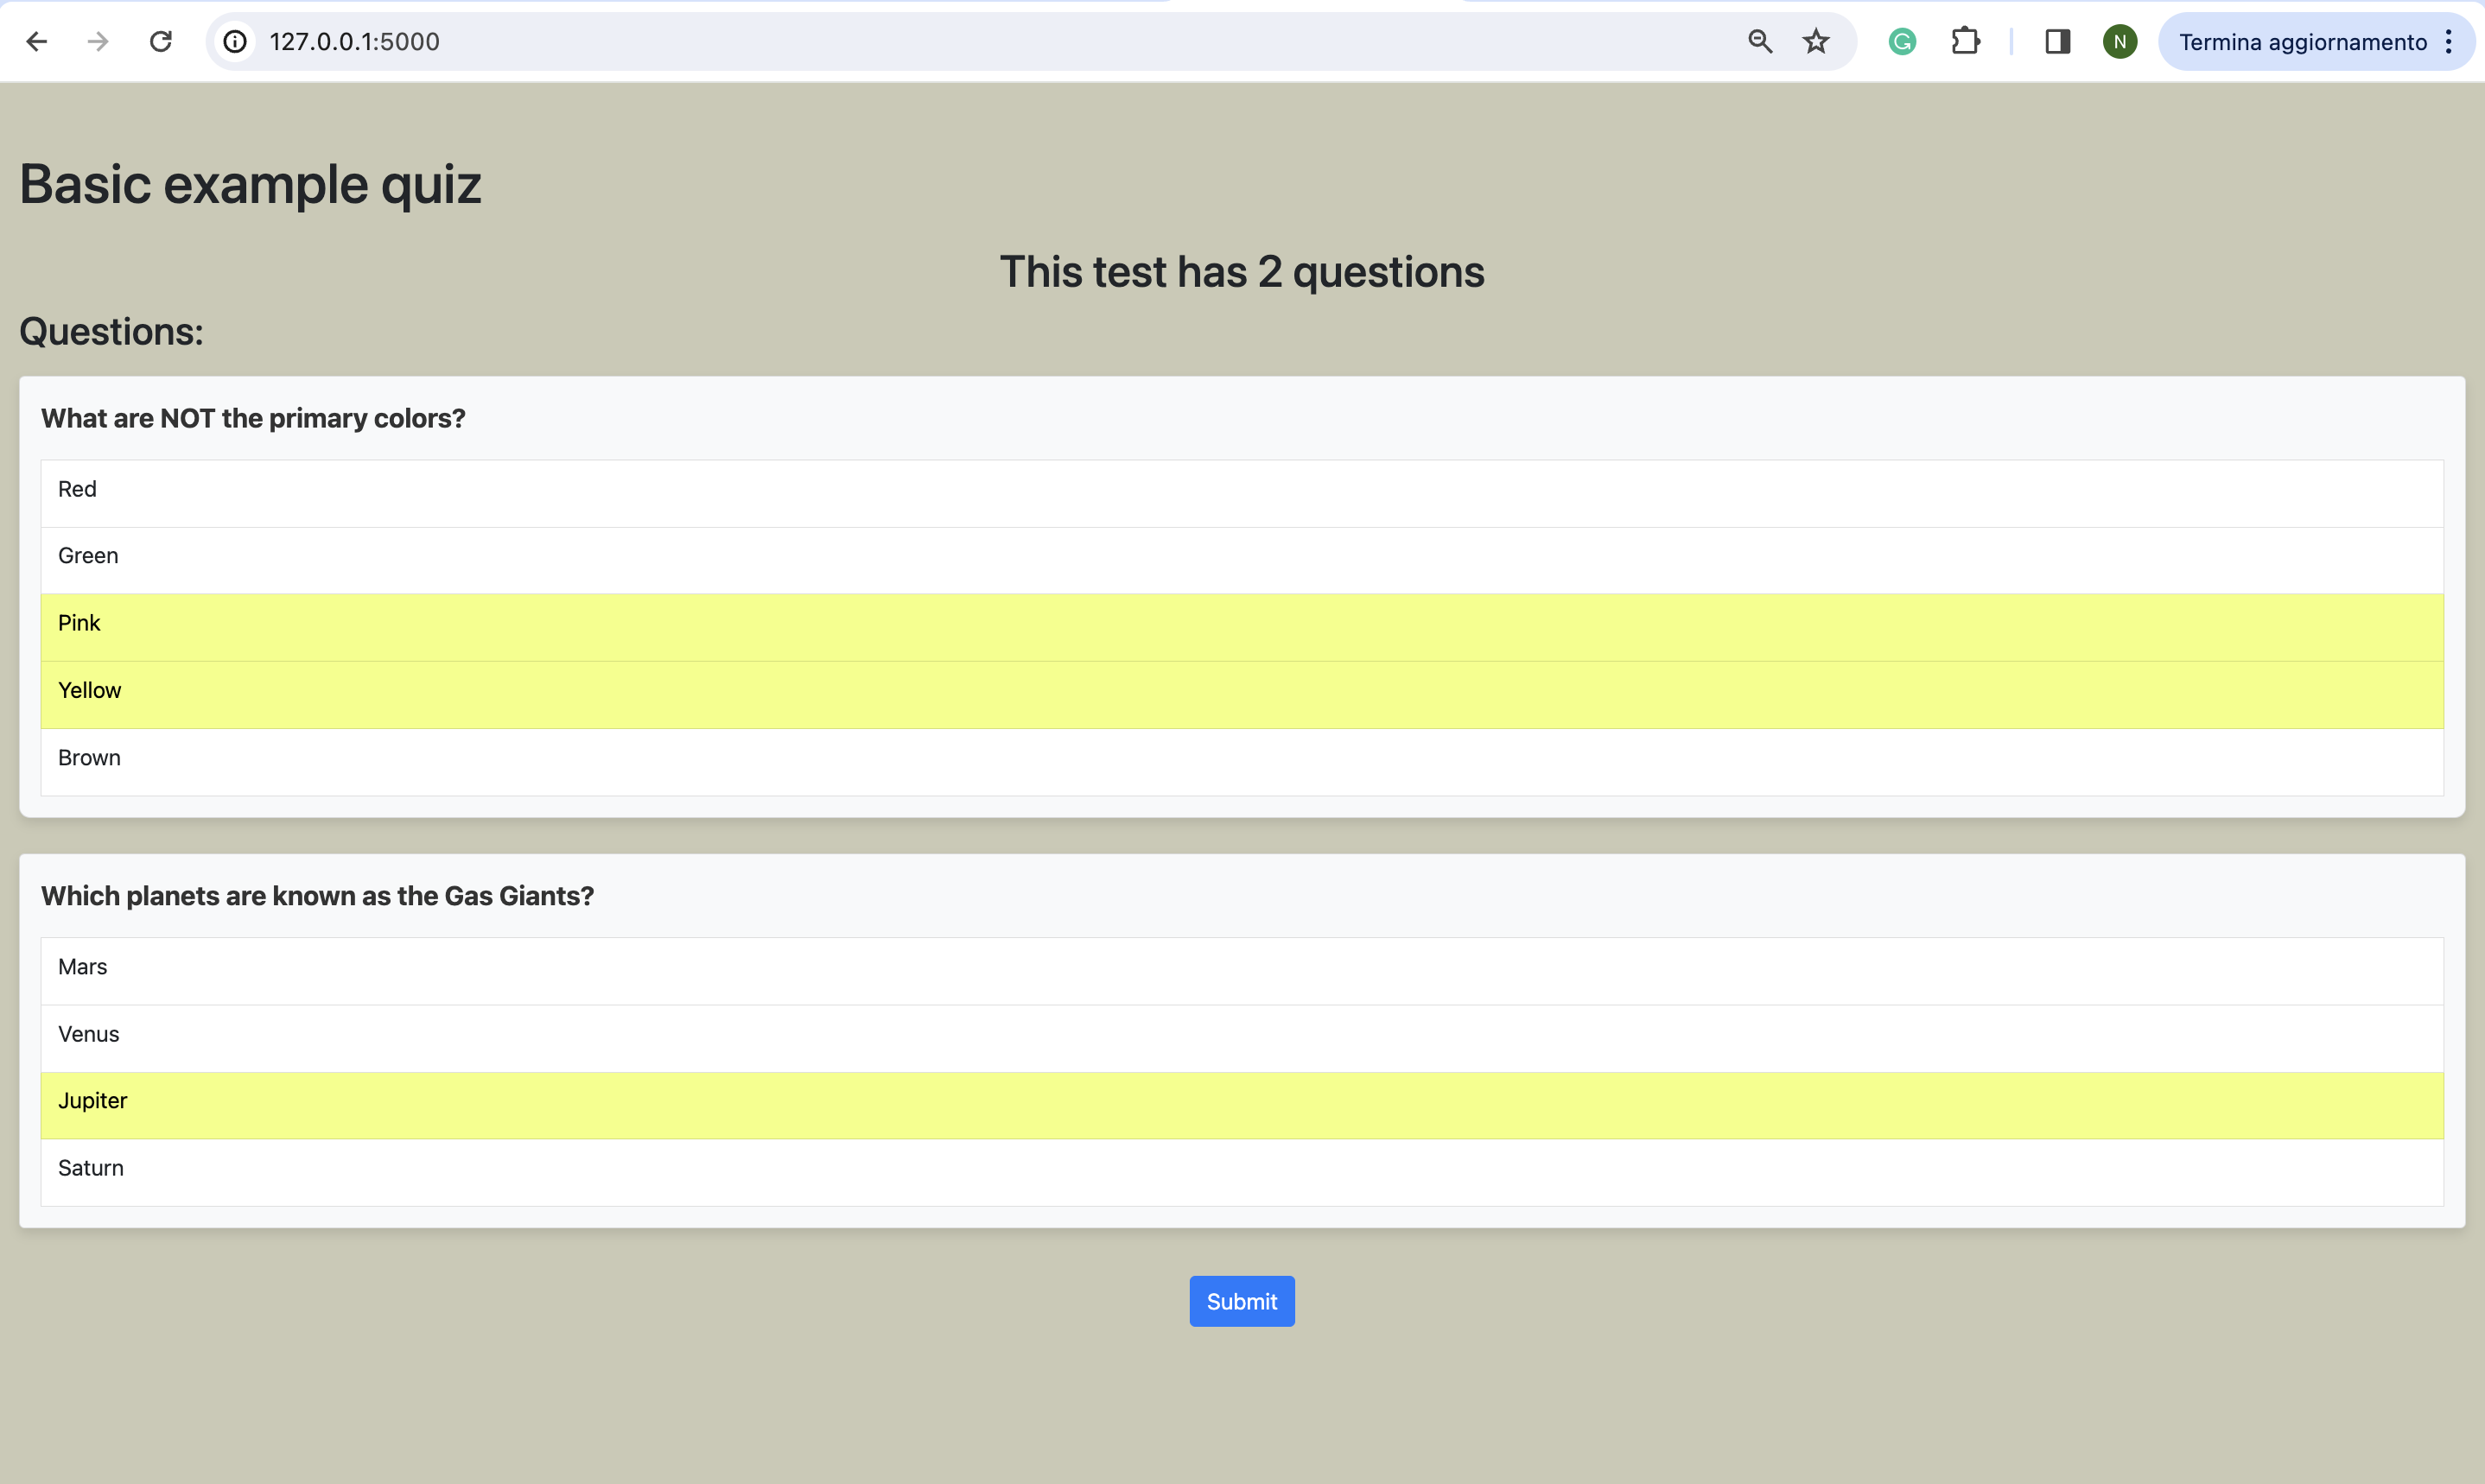 127.0.0.1:5000
N
Termina aggiornamento
Basic example quiz
This test has 2 questions
Questions:
What are NOT the primary colors?
Red
Green
Pink
Yellow
Brown
Which planets are known as the Gas Giants?
Mars
Venus
Jupiter
Saturn
Submit